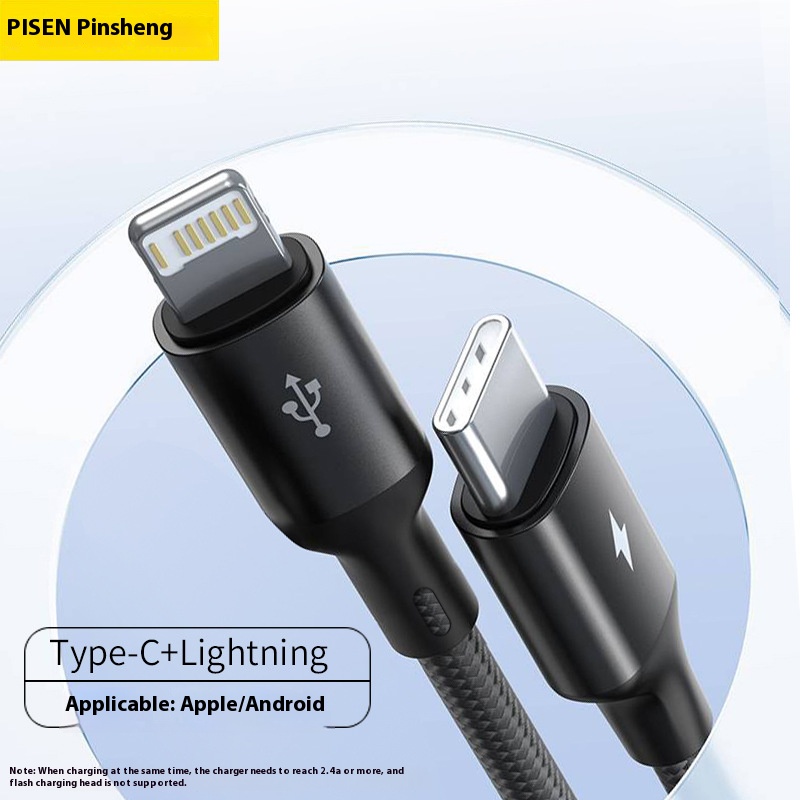 PISEN Pinsheng
Type-C+Lightning
Applicable: Apple/Android
Note: When charging at the same time, the charger needs to reach 2.4a or more, and
flash charging head is not supported.